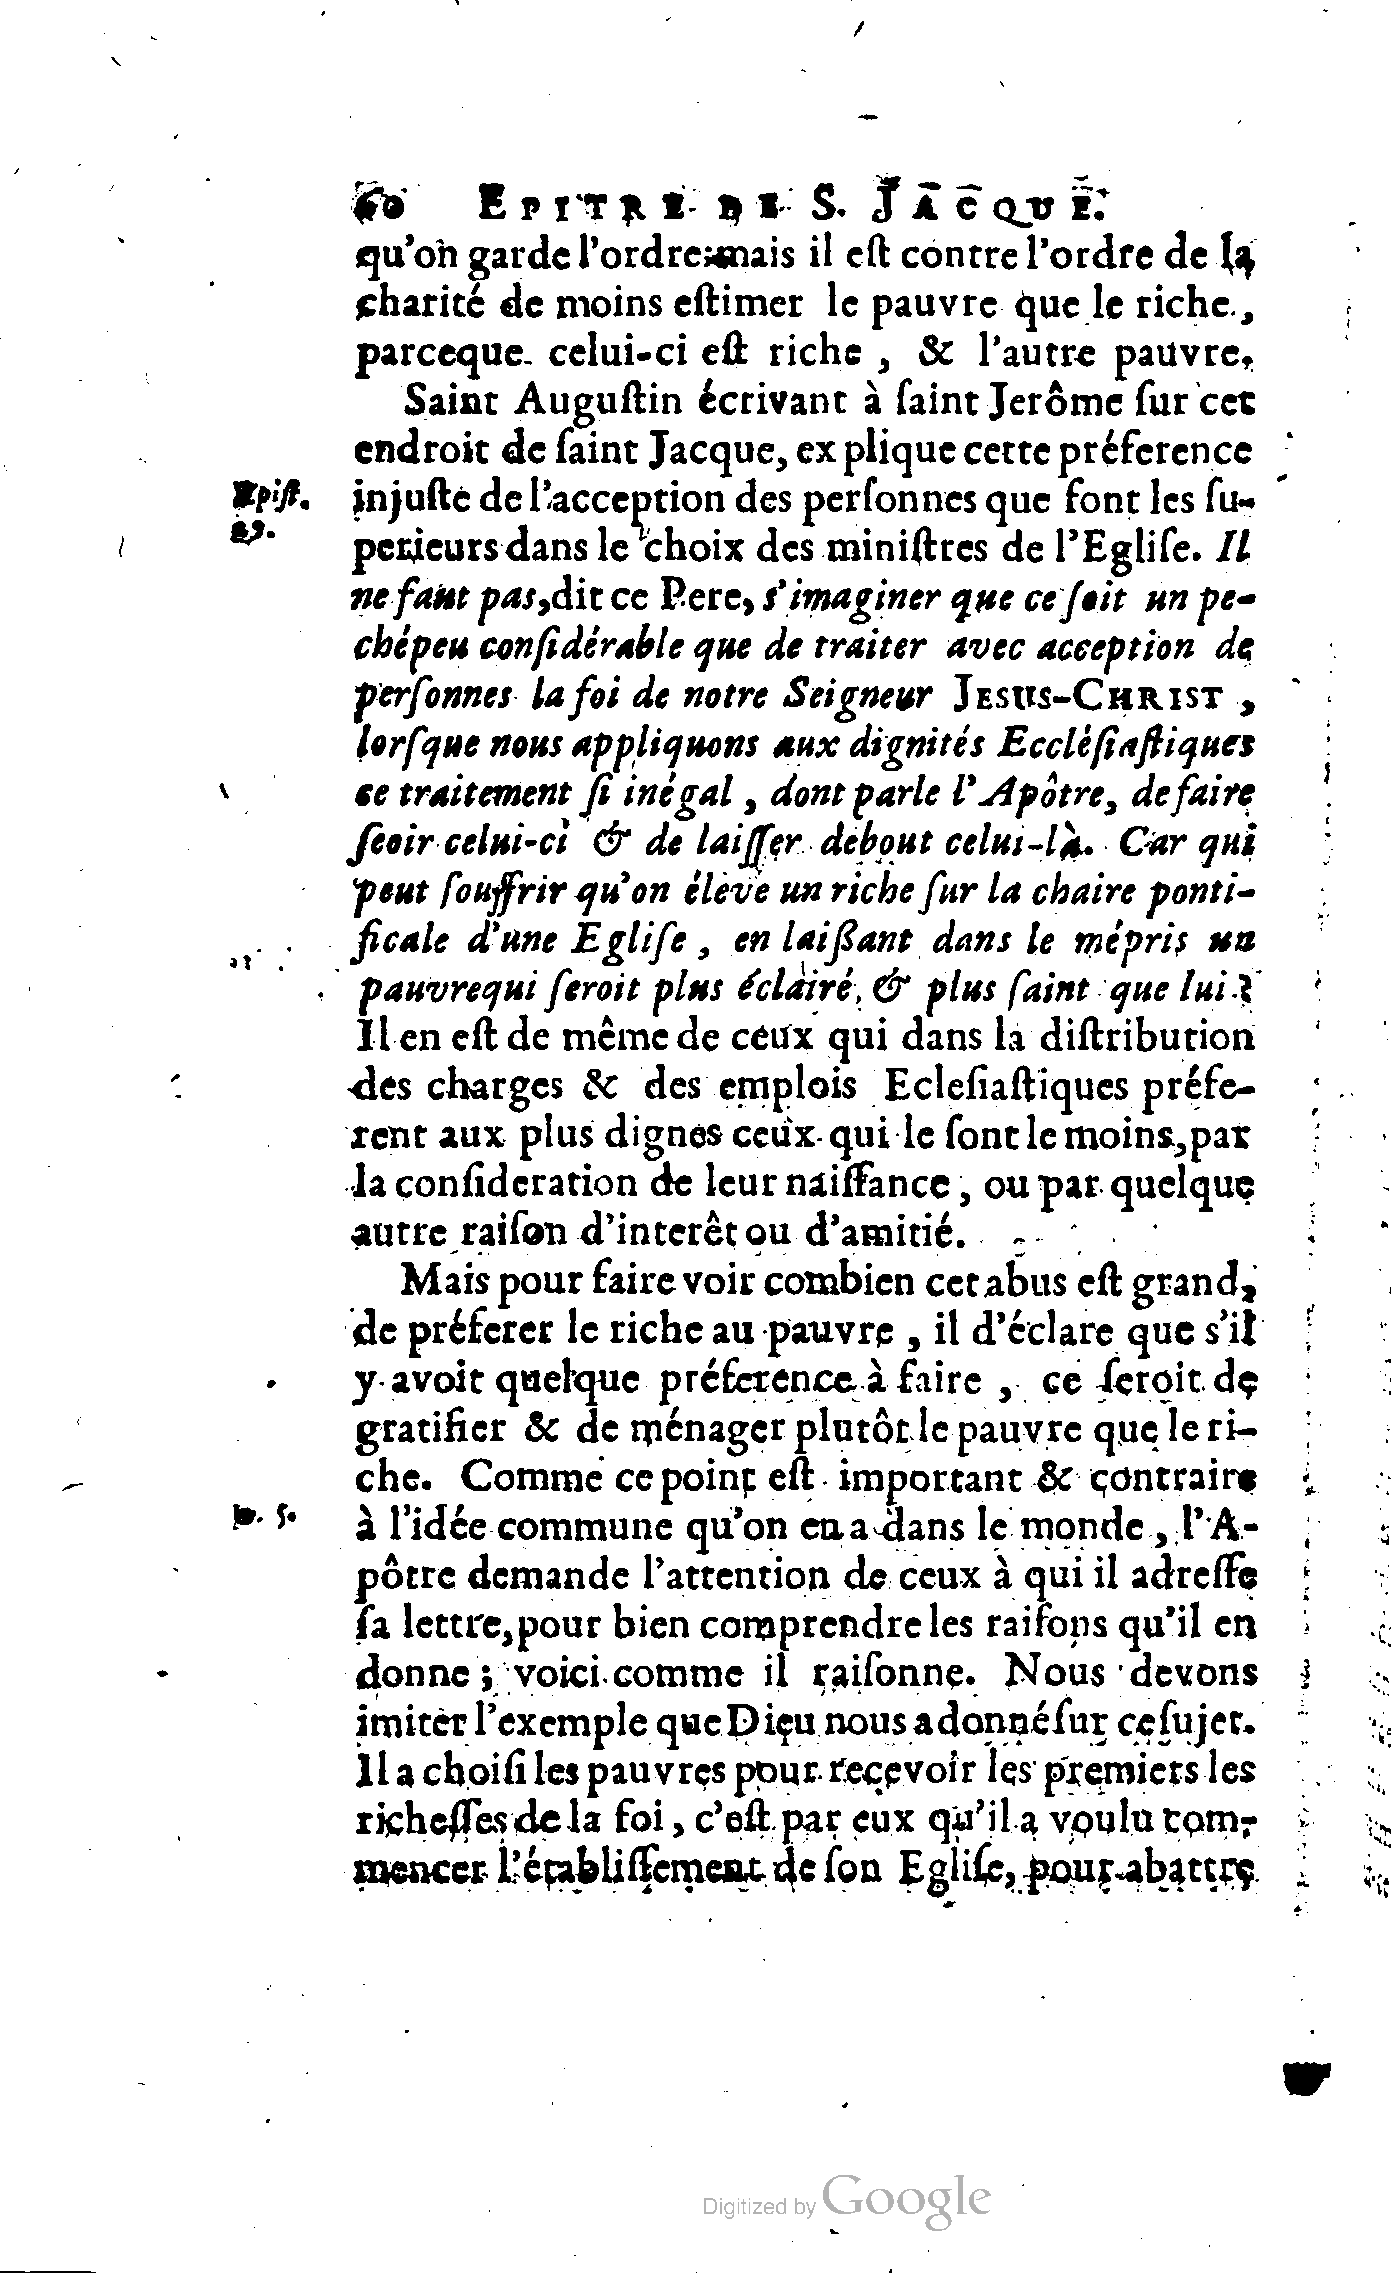 60 EPITRE DE S. JACQUE.
qu'on garde l'ordre: mais il eſt contre l'ordre de la
charité de moins eſtimer le pauvre que le riche,
parceque celui-ci eſt riche, & l'autre pauvre.
Saint Auguſtin écrivant à ſaint Jerôme ſur cet
endroit de ſaint Jacque, explique cette préference
Epiſt. injuſte de l'acception des perſonnes que font les ſu-
29. perieurs dans le choix des miniſtres de l'Egliſe. Il
ne faut pas, dit ce Pere, s'imaginer que ce ſoit un pe-
ché peu conſidérable que de traiter avec acception de
perſonnes la foi de notre Seigneur JESUS-CHRIST,
lorſque nous appliquons aux dignités Eccléſiaſtiques
ce traitement ſi inégal, dont parle l'Apôtre, de faire
ſeoir celui-ci & de laiſſer debout celui-là. Car qui
peut ſouffrir qu'on éleve un riche ſur la chaire ponti-
ficale d'une Egliſe, en laißant dans le mépris un
pauvre qui ſeroit plus éclairé, & plus ſaint que lui?
Il en eſt de même de ceux qui dans la diſtribution
des charges & des emplois Ecleſiaſtiques préfe-
rent aux plus dignes ceux qui le ſont le moins, par
la conſideration de leur naiſſance, ou par quelque
autre raiſon d'interêt ou d'amitié.
Mais pour faire voir combien cet abus eſt grand,
de préferer le riche au pauvre, il d'éclare que s'il
y avoit quelque préference à faire, ce ſeroit de
gratifier & de ménager plutôt le pauvre que le ri-
che. Comme ce point eſt important & contraire
v. 5. à l'idée commune qu'on en a dans le monde, l'A-
pôtre demande l'attention de ceux à qui il adreſſe
ſa lettre, pour bien comprendre les raiſons qu'il en
donne; voici comme il raiſonne. Nous devons
imiter l'exemple que Dieu nous a donné ſur ce ſujet.
Il a choiſi les pauvres pour recevoir les premiers les
richeſſes de la foi, c'eſt par eux qu'il a voulu com-
mencer l'établiſſement de ſon Egliſe, pour abattre
Digitized by Google